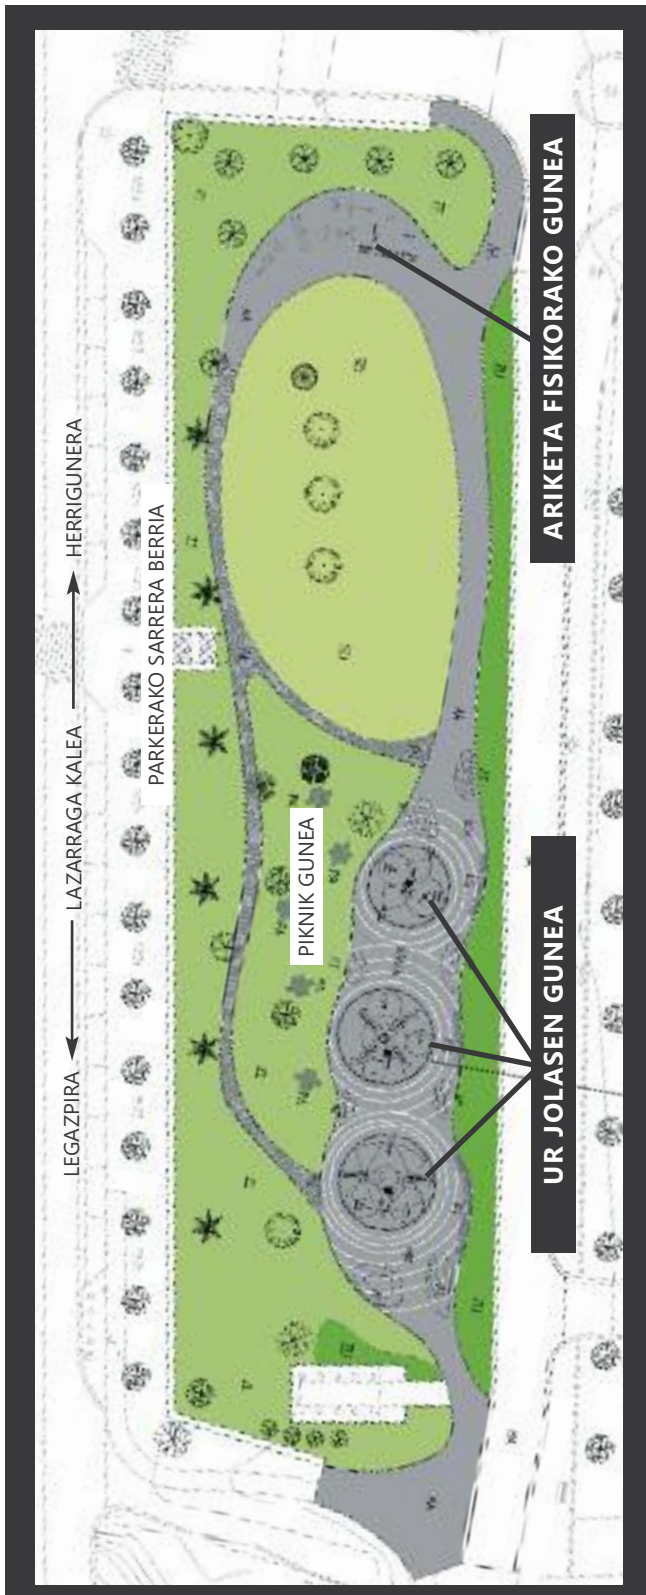 ARIKETA FISIKORAKO GUNEA
HERRIGUNERA
PARKERAKO SARRERA BERRIA
LAZARRAGA KALEA
PIKNIK GUNEA
UR JOLASEN GUNEA
LEGAZPIRA